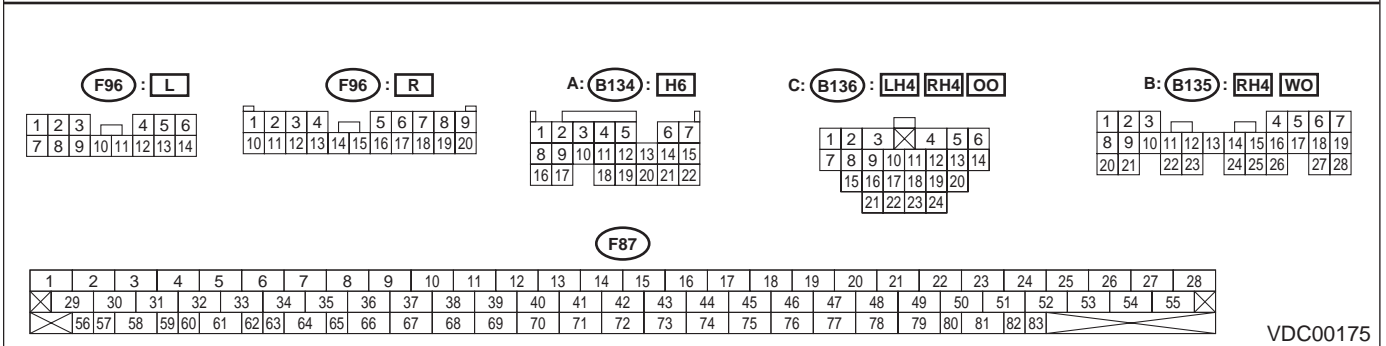 F96 : L
1 2 3 4 5 6
7 8 9 10 11 12 13 14
F96 : R
1 2 3 4 5 6 7 8 9
10 11 12 13 14 15 16 17 18 19 20
A: B134 : H6
1 2 3 4 5 6 7
8 9 10 11 12 13 14 15
16 17 18 19 20 21 22
C: B136 : LH4 RH4 OO
1 2 3 4 5 6
7 8 9 10 11 12 13 14
15 16 17 18 19 20
21 22 23 24
B: B135 : RH4 WO
1 2 3 4 5 6 7
8 9 10 11 12 13 14 15 16 17 18 19
20 21 22 23 24 25 26 27 28
F87
1 2 3 4 5 6 7 8 9 10 11 12 13 14 15 16 17 18 19 20 21 22 23 24 25 26 27 28
29 30 31 32 33 34 35 36 37 38 39 40 41 42 43 44 45 46 47 48 49 50 51 52 53 54 55
56 57 58 59 60 61 62 63 64 65 66 67 68 69 70 71 72 73 74 75 76 77 78 79 80 81 82 83
VDC00175